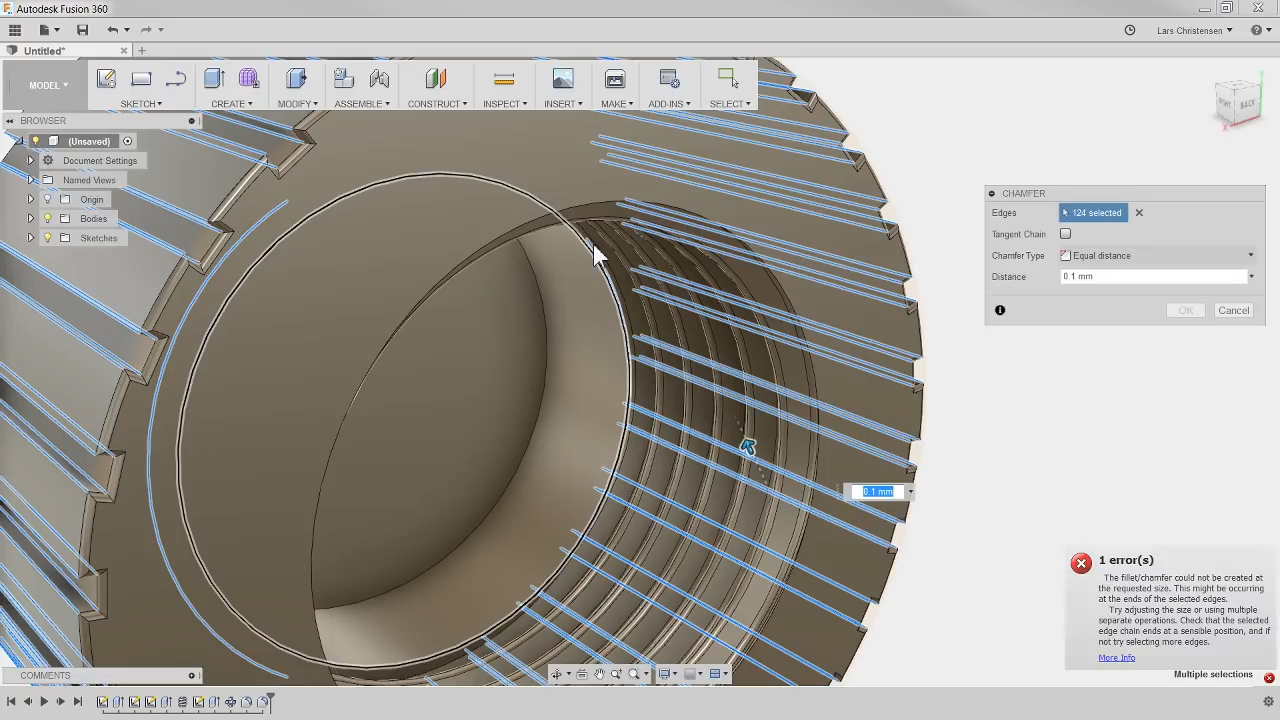 Autodesk Fusion 360
Lars Christensen
Untitled*
MODEL
SKETCH
CREATE
MODIFY
ASSEMBLE
CONSTRUCT
INSPECT
INSERT
MAKE
ADD-INS
SELECT
BROWSER
(Unsaved)
Document Settings
Named Views
Origin
Bodies
Sketches
RIGHT
BACK
CHAMFER
Edges 124 selected
Tangent Chain
Chamfer Type Equal distance
Distance 0.1 mm
OK Cancel
0.1 mm
1 error(s)
The fillet/chamfer could not be created at
the requested size. This might be occurring
at the ends of the selected edges.
Try adjusting the size or using multiple
separate operations. Check that the selected
edge chain ends at a sensible position, and if
not try selecting more edges.
More Info
COMMENTS
Multiple selections